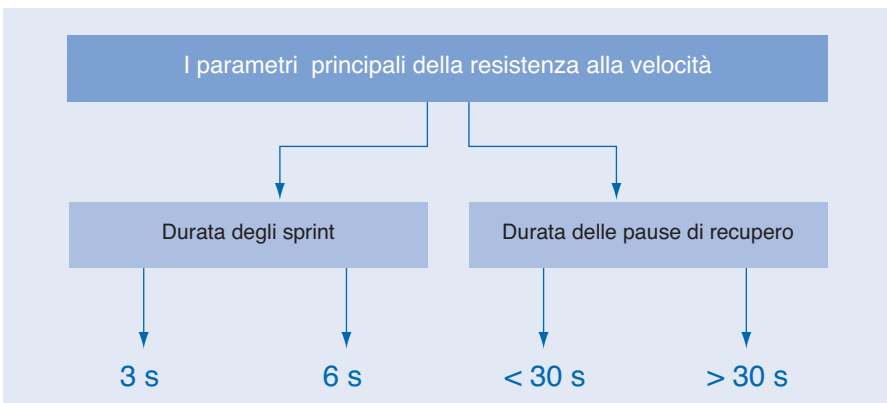 I parametri principali della resistenza alla velocità
Durata degli sprint
Durata delle pause di recupero
3 s
6 s
< 30 s
> 30 s